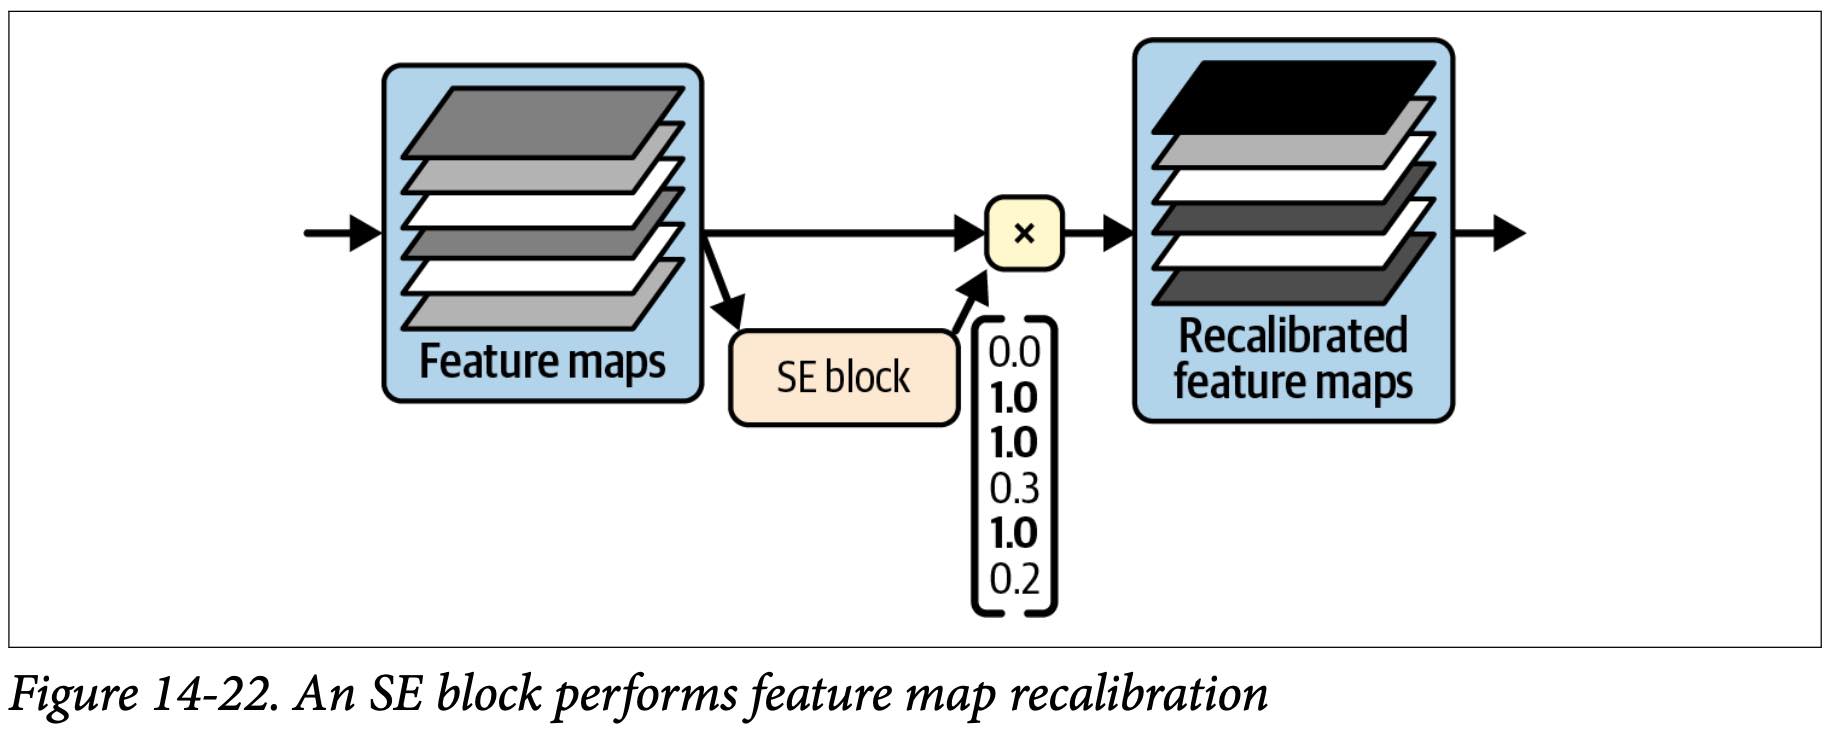 Feature maps
SE block
×
0.0
1.0
1.0
0.3
1.0
0.2
Recalibrated
feature maps
Figure 14-22. An SE block performs feature map recalibration